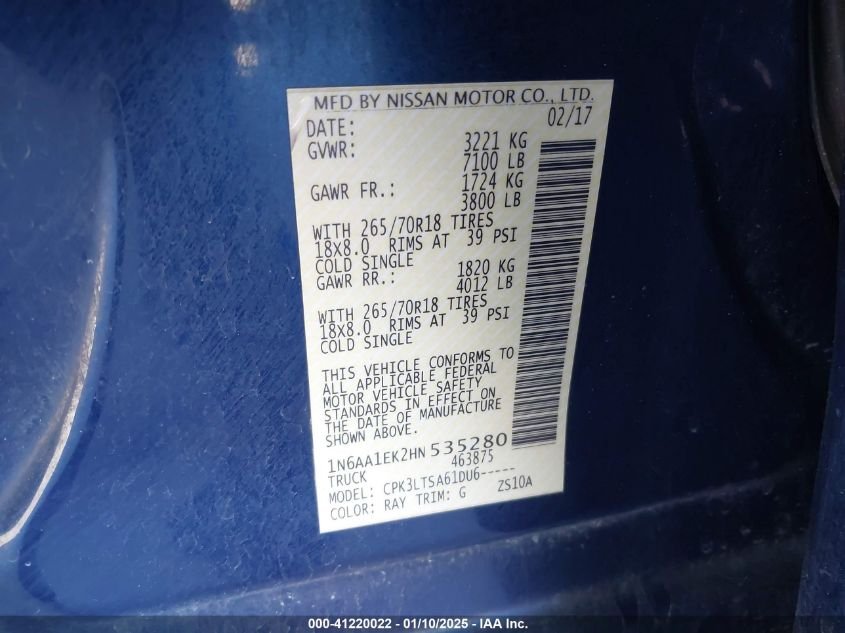 MFD BY NISSAN MOTOR CO., LTD.
DATE: 02/17
GVWR: 3221 KG
7100 LB
GAWR FR.: 1724 KG
3800 LB
WITH 265/70R18 TIRES
18X8.0 RIMS AT 39 PSI
COLD SINGLE
GAWR RR.: 1820 KG
4012 LB
WITH 265/70R18 TIRES
18X8.0 RIMS AT 39 PSI
COLD SINGLE
THIS VEHICLE CONFORMS TO
ALL APPLICABLE FEDERAL
MOTOR VEHICLE SAFETY
STANDARDS IN EFFECT ON
THE DATE OF MANUFACTURE
SHOWN ABOVE.
1N6AA1EK2HN535280
TRUCK 463875
MODEL: CPK3LTSA61DU6-----
COLOR: RAY TRIM: G ZS10A
000-41220022 - 01/10/2025 - IAA Inc.